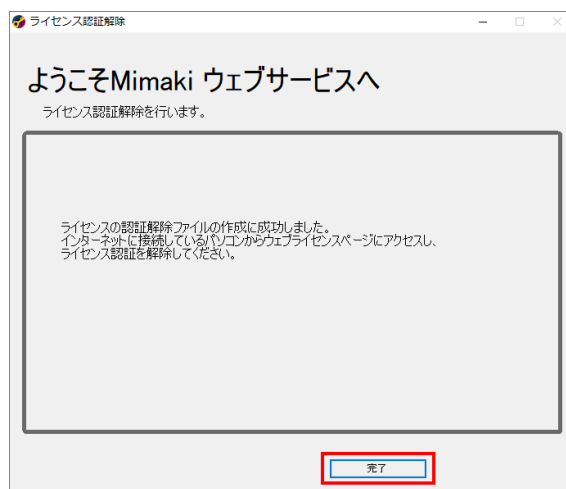 ライセンス認証解除
ようこそMimaki ウェブサービスへ
ライセンス認証解除を行います。
ライセンスの認証解除ファイルの作成に成功しました。
インターネットに接続しているパソコンからウェブライセンスページにアクセスし、
ライセンス認証を解除してください。
完了